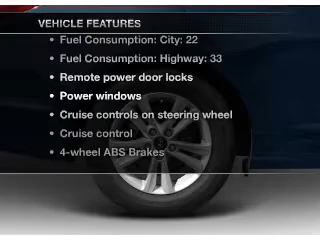 VEHICLE FEATURES
• Fuel Consumption: City: 22
• Fuel Consumption: Highway: 33
• Remote power door locks
• Power windows
• Cruise controls on steering wheel
• Cruise control
• 4-wheel ABS Brakes